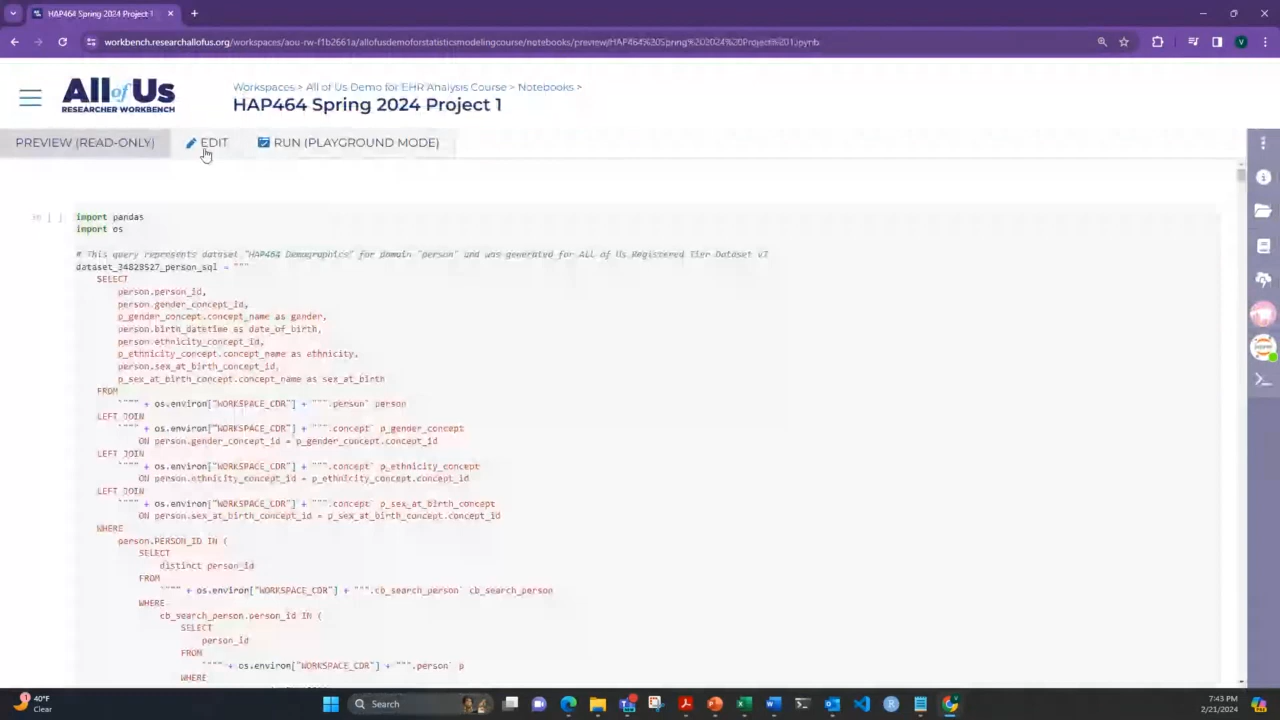 HAP464 Spring 2024 Project 1
workbench.researchallofus.org/workspaces/aou-rw-f1b2661a/allofusdemoforstatisticsmodelingcourse/notebooks/preview/HAP464%20Spring%202024%20Project%201.ipynb
V
All of Us
RESEARCHER WORKBENCH
Workspaces > All of Us Demo for EHR Analysis Course > Notebooks >
HAP464 Spring 2024 Project 1
PREVIEW (READ-ONLY)
EDIT
RUN (PLAYGROUND MODE)
In [ ]
import pandas
import os
# This query represents dataset "HAP464 Demographics" for domain "person" and was generated for All of Us Registered Tier Dataset v7
dataset_34828527_person_sql = """
SELECT
person.person_id,
person.gender_concept_id,
p_gender_concept.concept_name as gender,
person.birth_datetime as date_of_birth,
person.ethnicity_concept_id,
p_ethnicity_concept.concept_name as ethnicity,
person.sex_at_birth_concept_id,
p_sex_at_birth_concept.concept_name as sex_at_birth
FROM
`""" + os.environ["WORKSPACE_CDR"] + """.person` person
LEFT JOIN
`""" + os.environ["WORKSPACE_CDR"] + """.concept` p_gender_concept
ON person.gender_concept_id = p_gender_concept.concept_id
LEFT JOIN
`""" + os.environ["WORKSPACE_CDR"] + """.concept` p_ethnicity_concept
ON person.ethnicity_concept_id = p_ethnicity_concept.concept_id
LEFT JOIN
`""" + os.environ["WORKSPACE_CDR"] + """.concept` p_sex_at_birth_concept
ON person.sex_at_birth_concept_id = p_sex_at_birth_concept.concept_id
WHERE
person.PERSON_ID IN (
SELECT
distinct person_id
FROM
`""" + os.environ["WORKSPACE_CDR"] + """.cb_search_person` cb_search_person
WHERE
cb_search_person.person_id IN (
SELECT
person_id
FROM
`""" + os.environ["WORKSPACE_CDR"] + """.person` p
WHERE
jupyter
1
40°F
Clear
Search
7:43 PM
2/21/2024